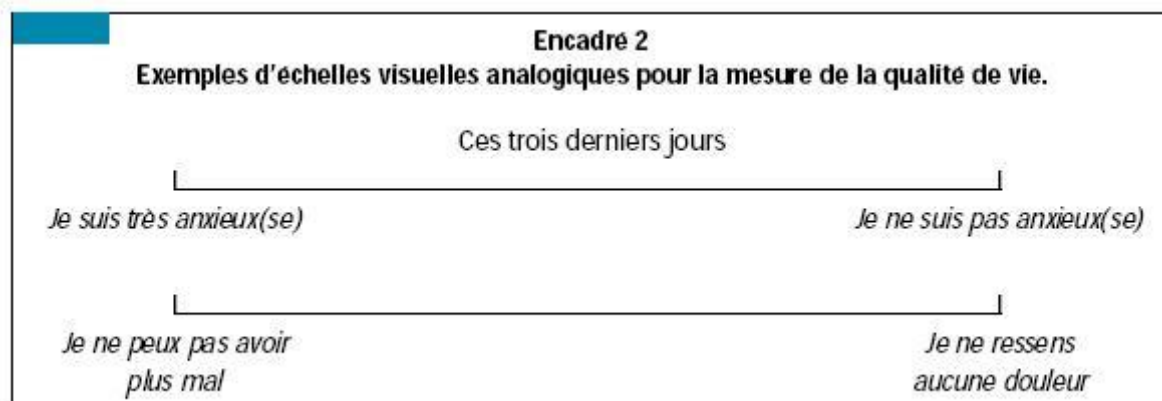 Encadré 2
Exemples d'échelles visuelles analogiques pour la mesure de la qualité de vie.
Ces trois derniers jours
Je suis très anxieux(se) Je ne suis pas anxieux(se)
Je ne peux pas avoir Je ne ressens
plus mal aucune douleur